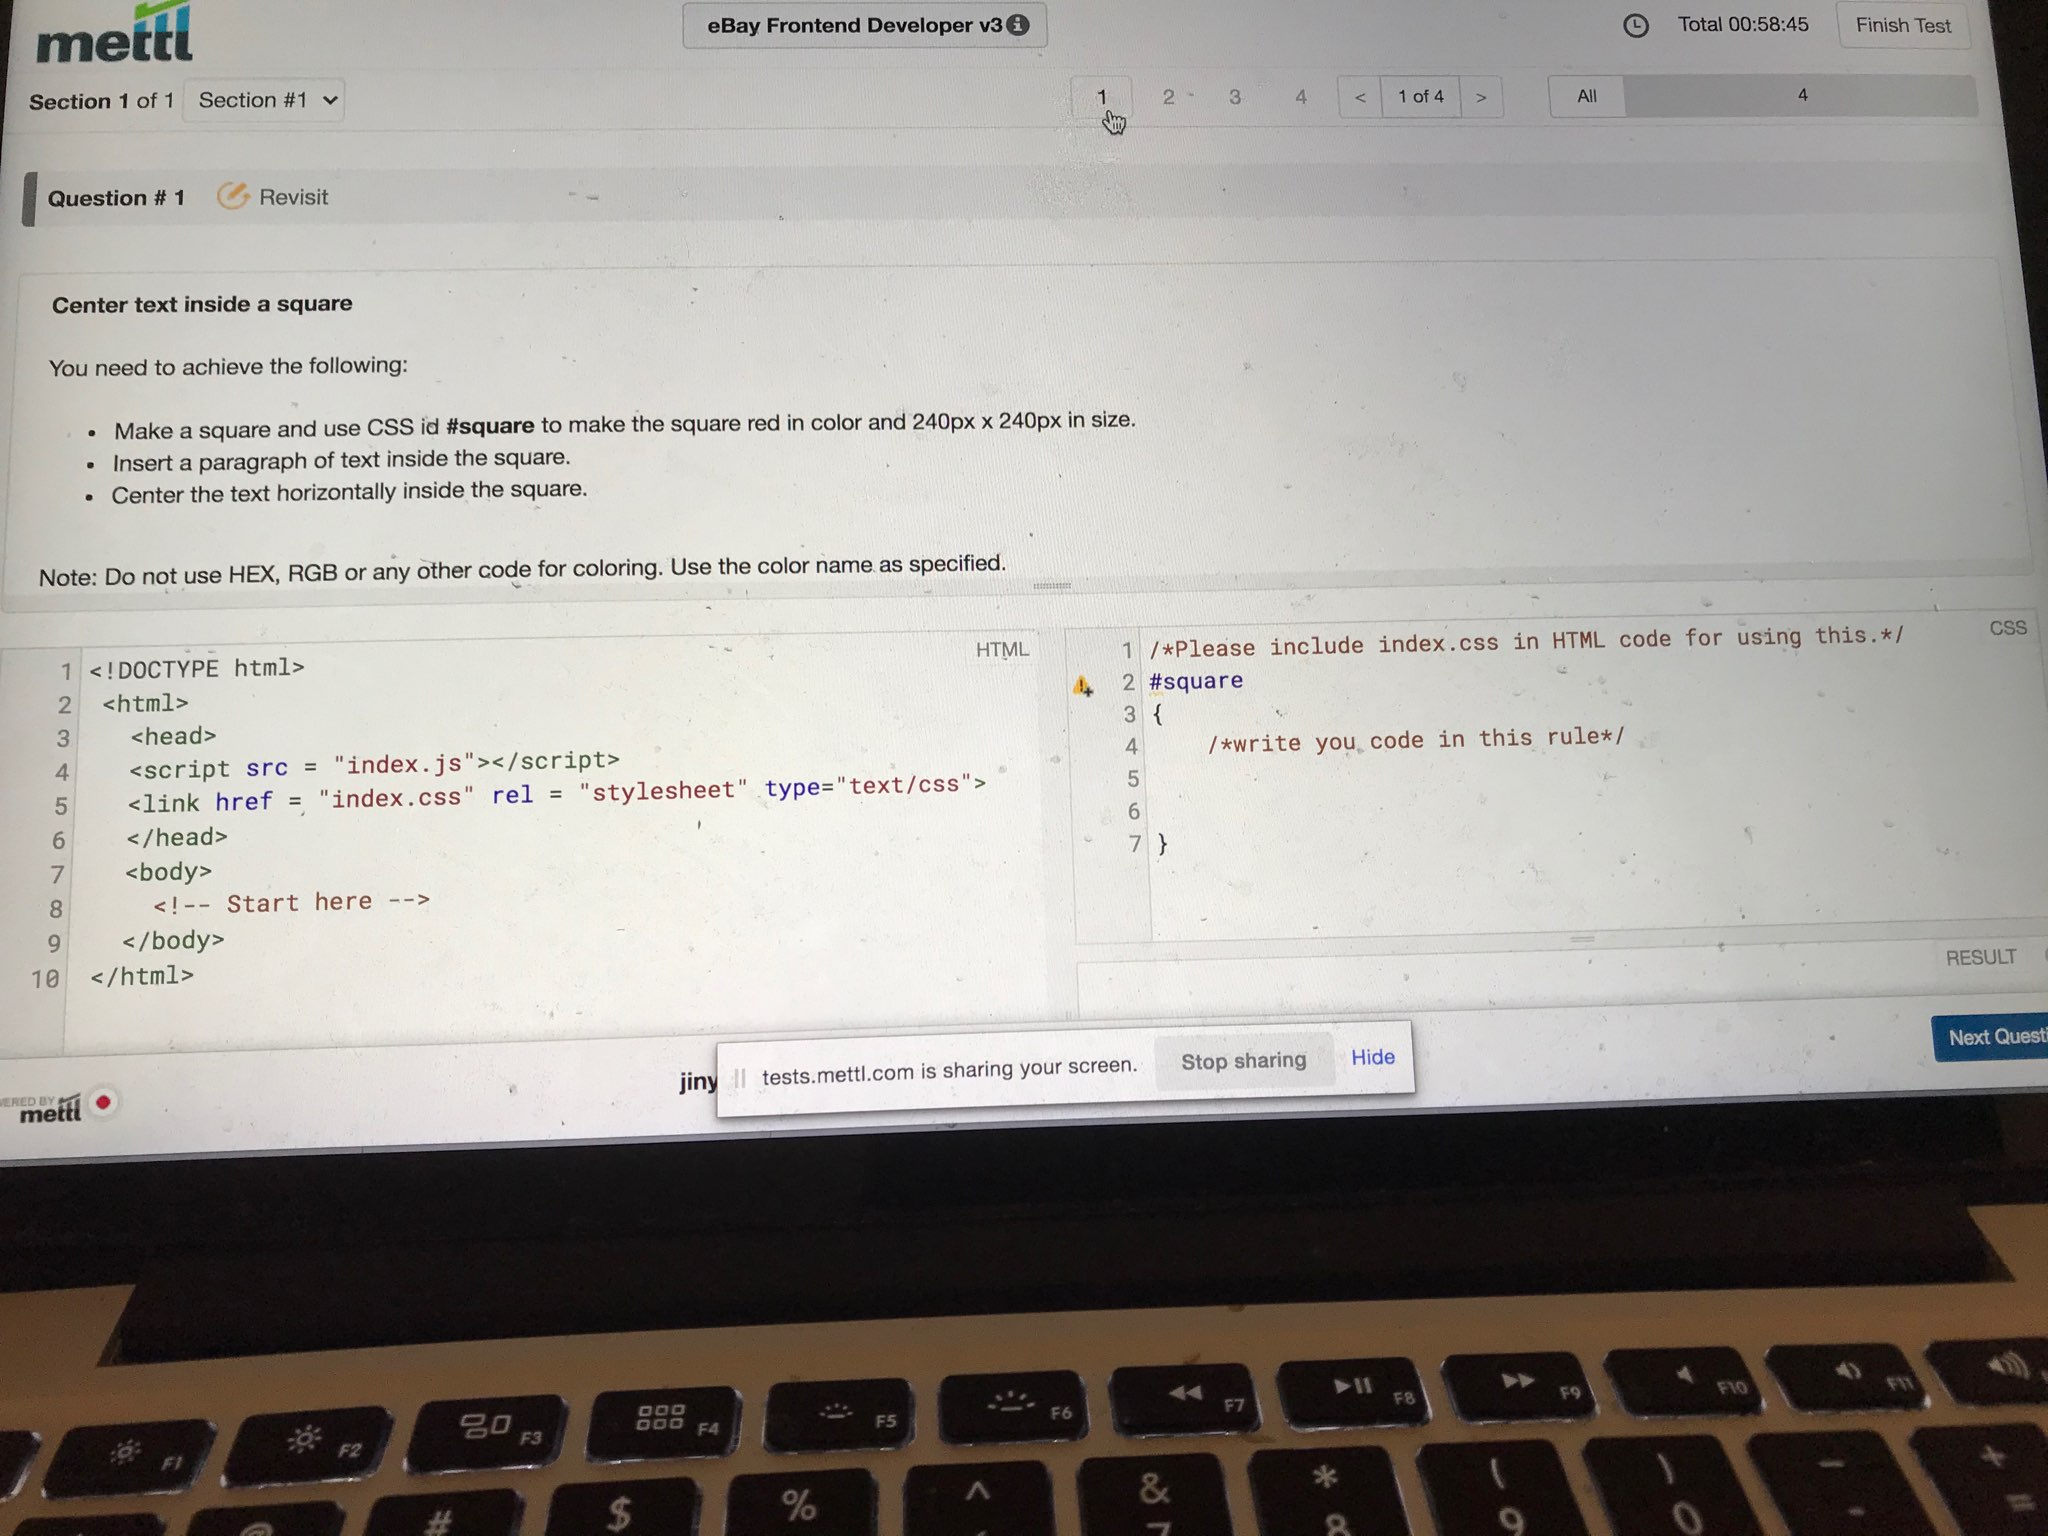 mettl
eBay Frontend Developer v3
Total 00:58:45
Finish Test
Section 1 of 1
Section #1
1
2
3
4
<
1 of 4
>
All
4
Question # 1
Revisit
Center text inside a square
You need to achieve the following:
• Make a square and use CSS id #square to make the square red in color and 240px x 240px in size.
• Insert a paragraph of text inside the square.
• Center the text horizontally inside the square.
Note: Do not use HEX, RGB or any other code for coloring. Use the color name as specified.
HTML
1 <!DOCTYPE html>
2 <html>
3 <head>
4 <script src = "index.js"></script>
5 <link href = "index.css" rel = "stylesheet" type="text/css">
6 </head>
7 <body>
8 <!-- Start here -->
9 </body>
10 </html>
CSS
1 /*Please include index.css in HTML code for using this.*/
2 #square
3 {
4 /*write you code in this rule*/
5
6
7 }
RESULT
Next Questi
jiny
tests.mettl.com is sharing your screen.
Stop sharing
Hide
ERED BY
mettl
F1
F2
F3
F4
F5
F6
F7
F8
F9
F10
F11
@
#
$
%
^
&
7
*
8
(
9
)
0
-
+
=